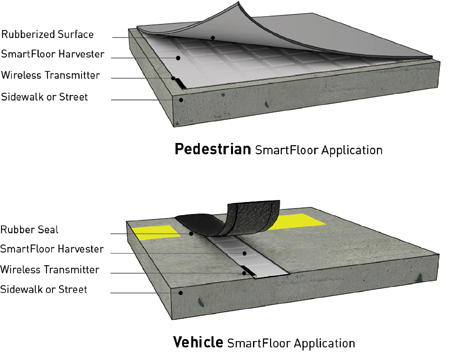 Rubberized Surface
SmartFloor Harvester
Wireless Transmitter
Sidewalk or Street
Pedestrian SmartFloor Application
Rubber Seal
SmartFloor Harvester
Wireless Transmitter
Sidewalk or Street
Vehicle SmartFloor Application